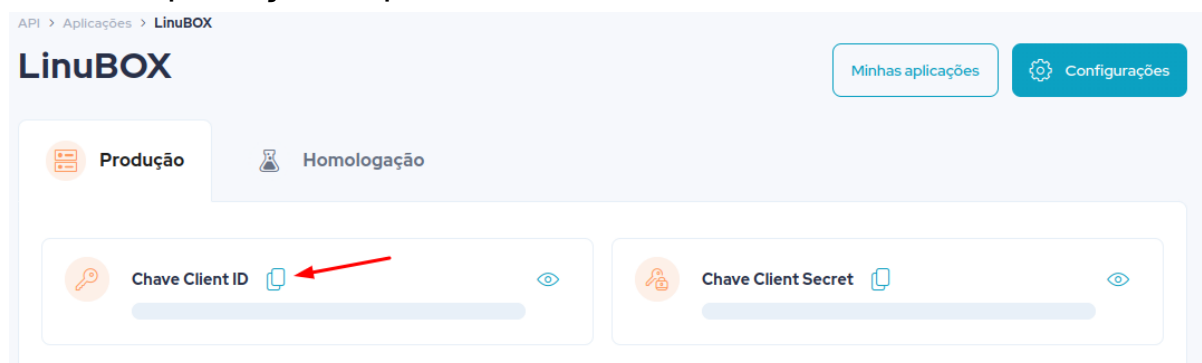 API > Aplicações > LinuBOX
LinuBOX
Minhas aplicações
Configurações
Produção
Homologação
Chave Client ID
Chave Client Secret